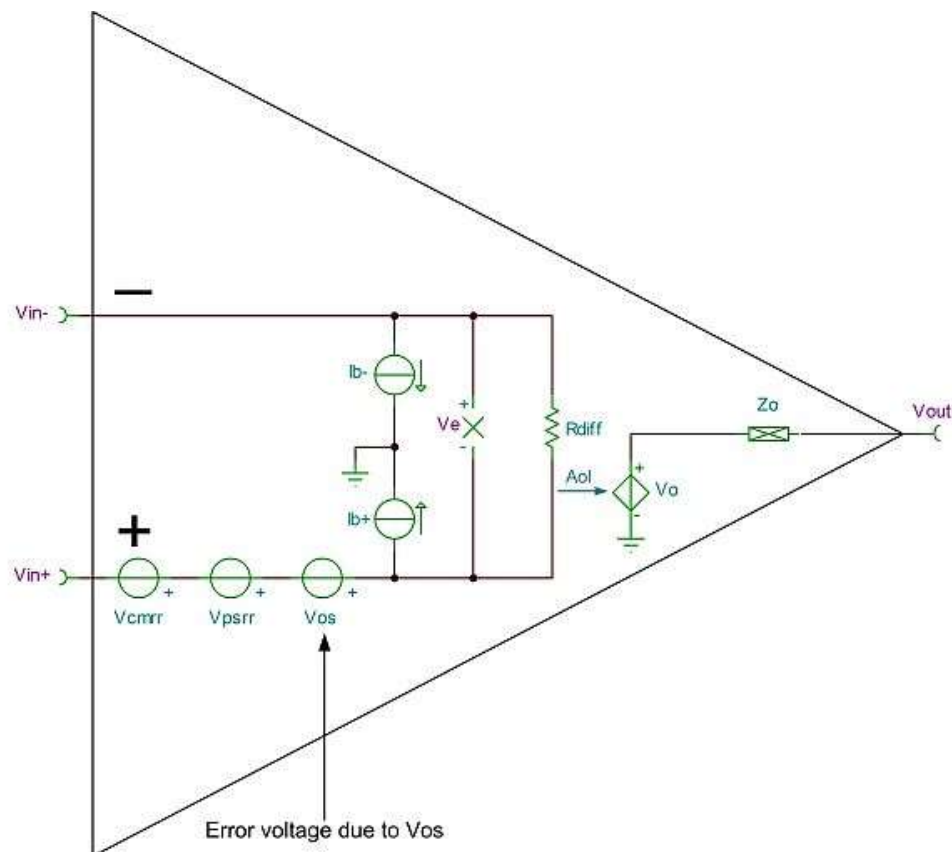 −
Vin-
Ib-
+
Ve
-
Rdiff
Zo
Vout
Aol
+
Vo
-
Ib+
+
Vin+
+
+
+
Vcmrr
Vpsrr
Vos
Error voltage due to Vos